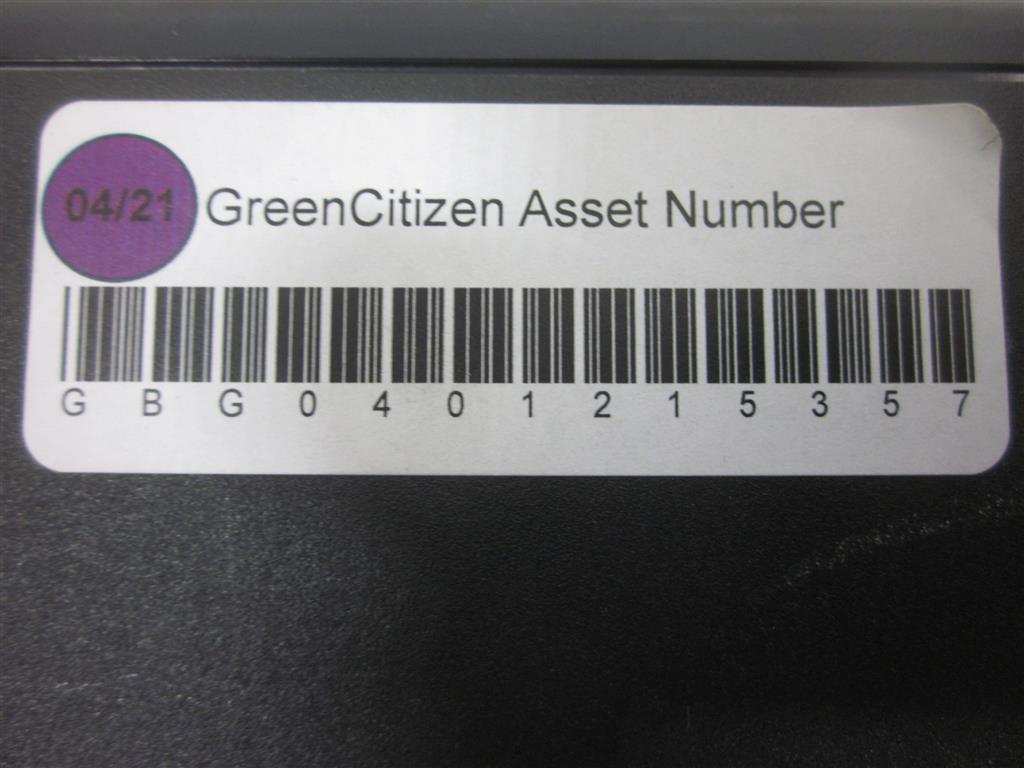 04/21 GreenCitizen Asset Number
G B G 0 4 0 1 2 1 5 3 5 7